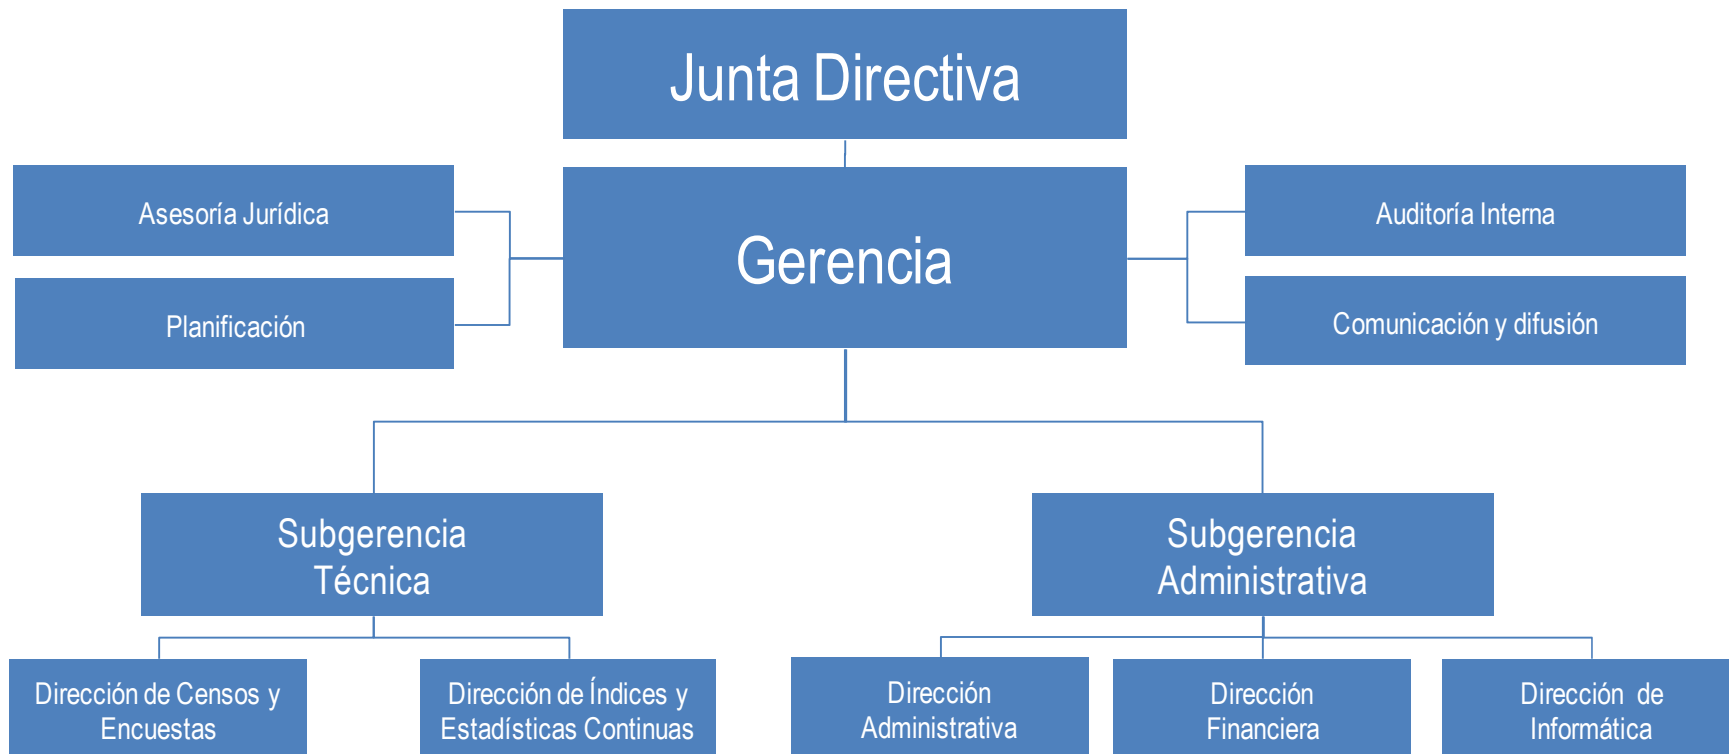 Junta Directiva
Asesoría Jurídica
Gerencia
Auditoría Interna
Planificación
Comunicación y difusión
Subgerencia
Técnica
Subgerencia
Administrativa
Dirección de Censos y
Encuestas
Dirección de Índices y
Estadísticas Continuas
Dirección
Administrativa
Dirección
Financiera
Dirección de
Informática